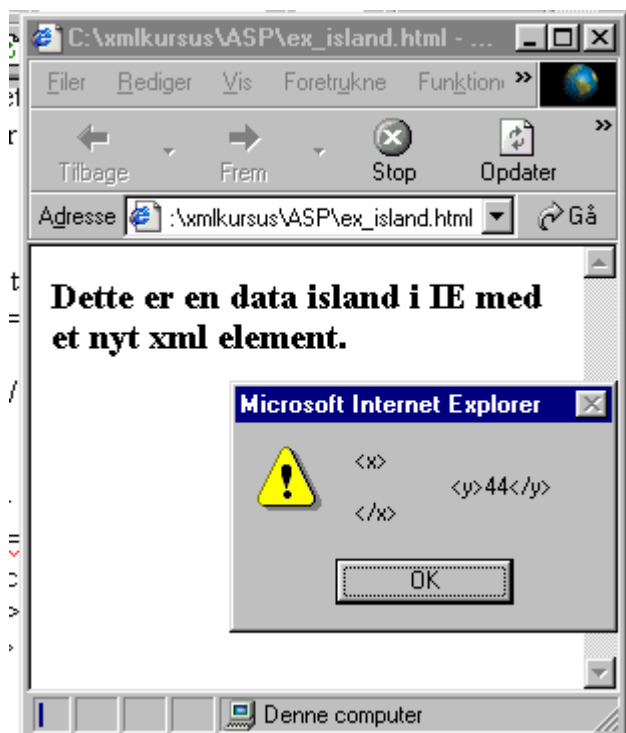 C:\xmlkursus\ASP\ex_island.html - ...
Filer Rediger Vis Foretrukne Funktion »
Tilbage Frem Stop Opdater »
Adresse :\xmlkursus\ASP\ex_island.html Gå
Dette er en data island i IE med
et nyt xml element.
Microsoft Internet Explorer
<x>
<y>44</y>
</x>
OK
Denne computer